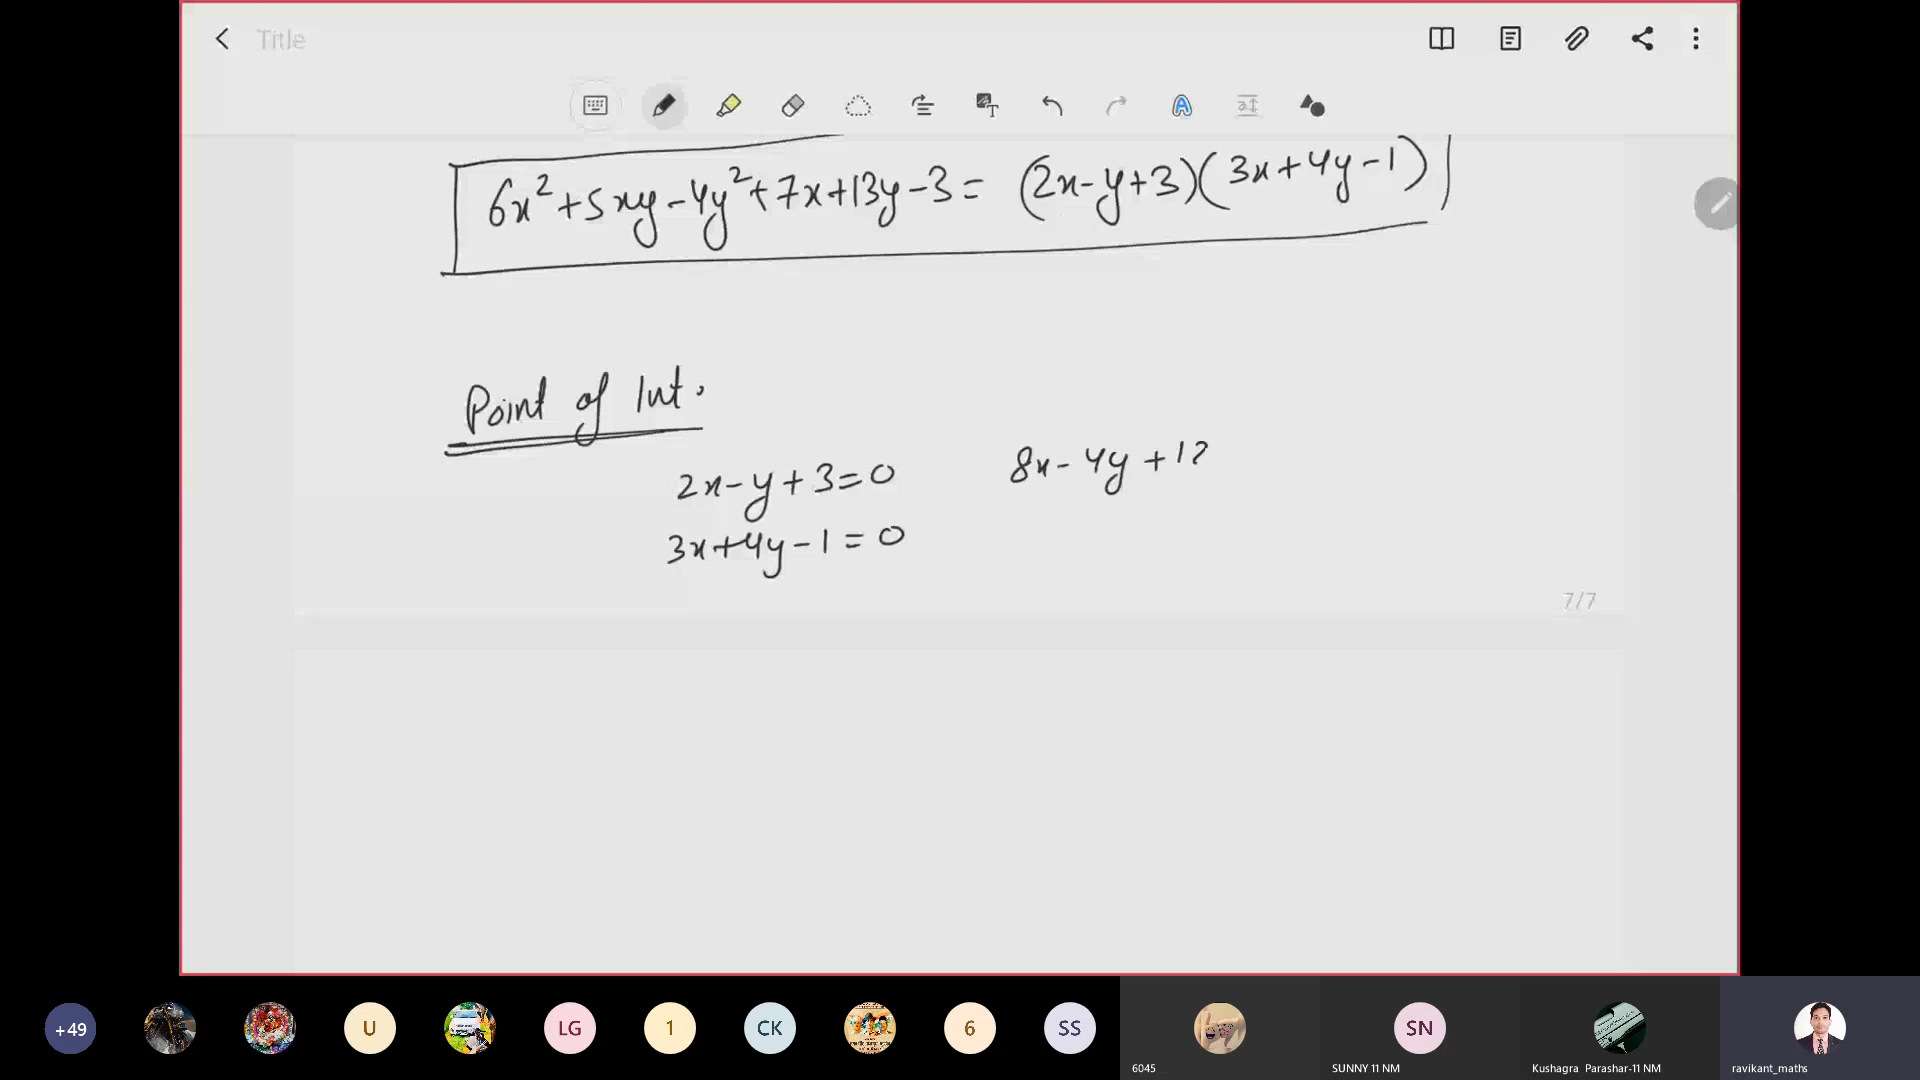 Title
6x²+5xy-4y²+7x+13y-3= (2x-y+3)(3x+4y-1)
Point of Int.
2x-y+3=0
8x-4y+12
3x+4y-1=0
7/7
+49
U
LG
1
CK
6
SS
SN
6045
SUNNY 11 NM
Kushagra Parashar-11 NM
ravikant_maths